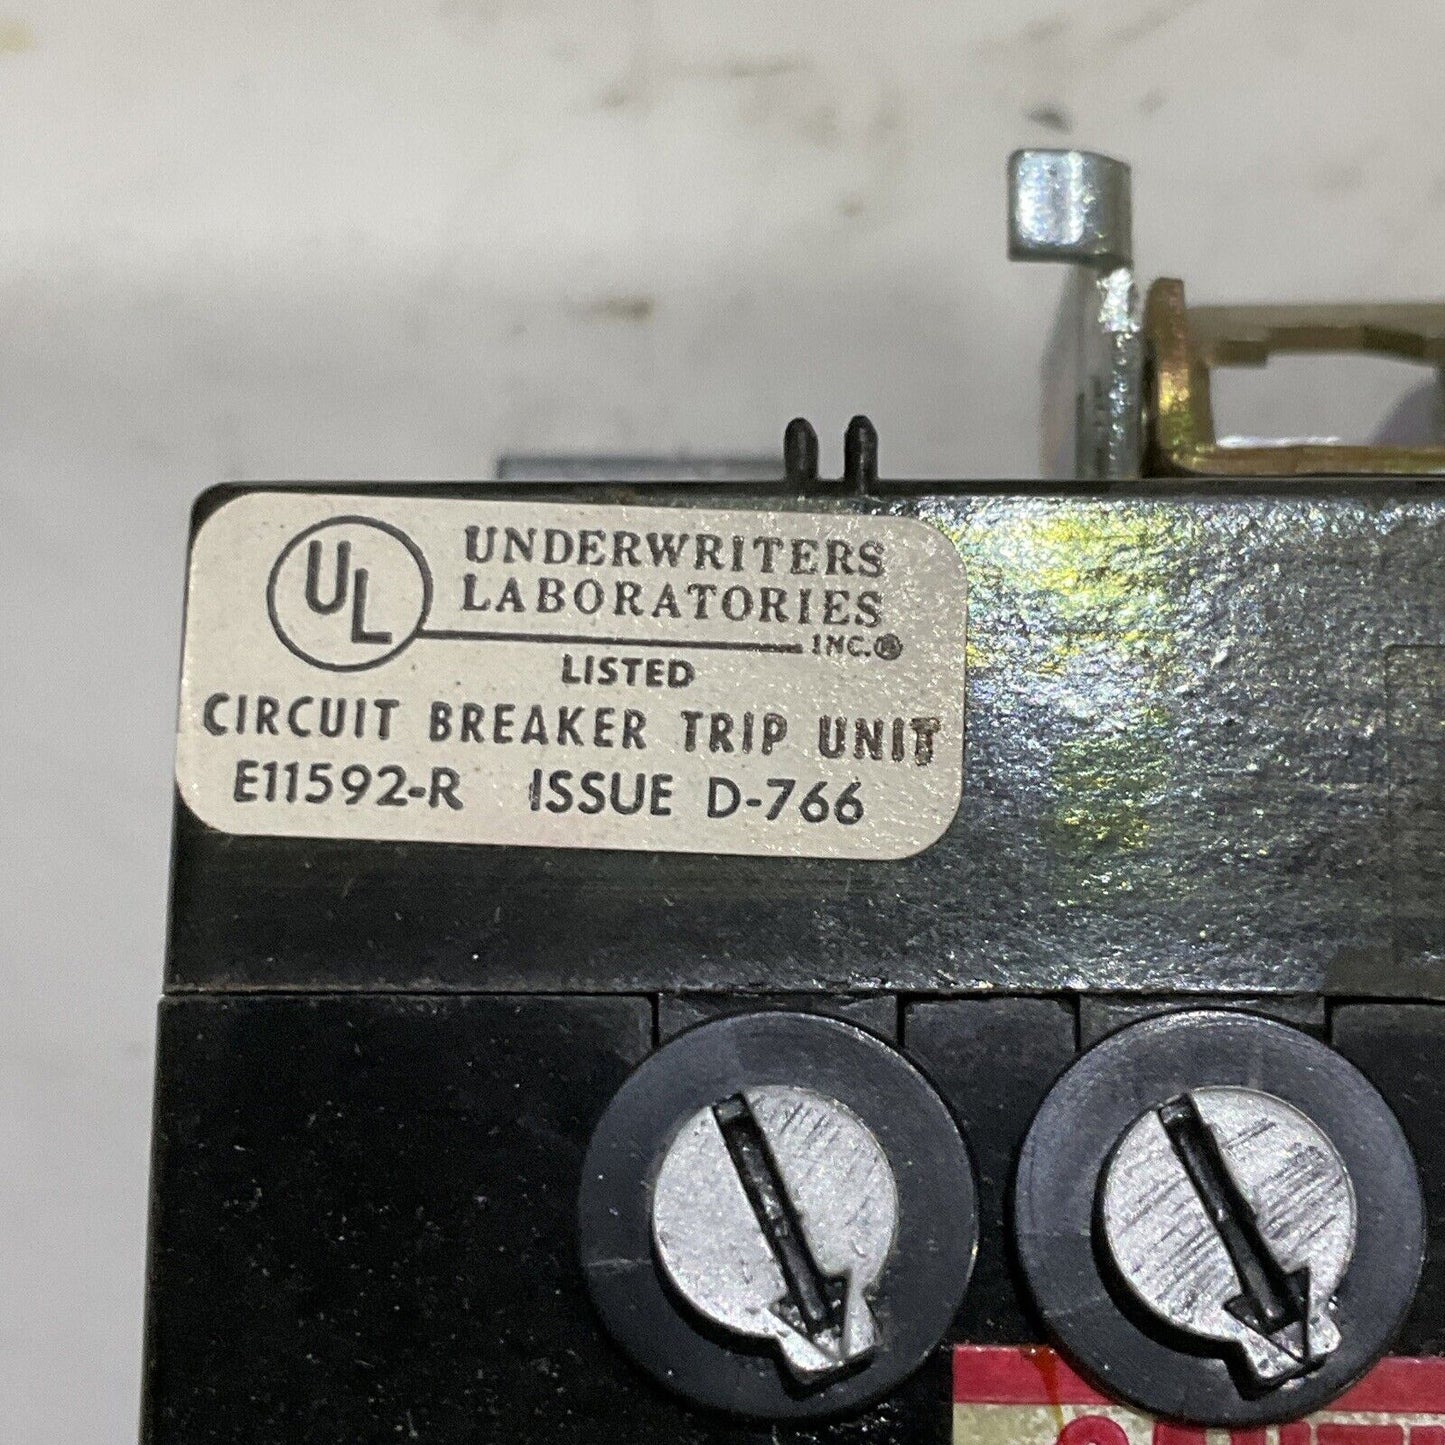 UL UNDERWRITERS
LABORATORIES
INC.®
LISTED
CIRCUIT BREAKER TRIP UNIT
E11592-R ISSUE D-766